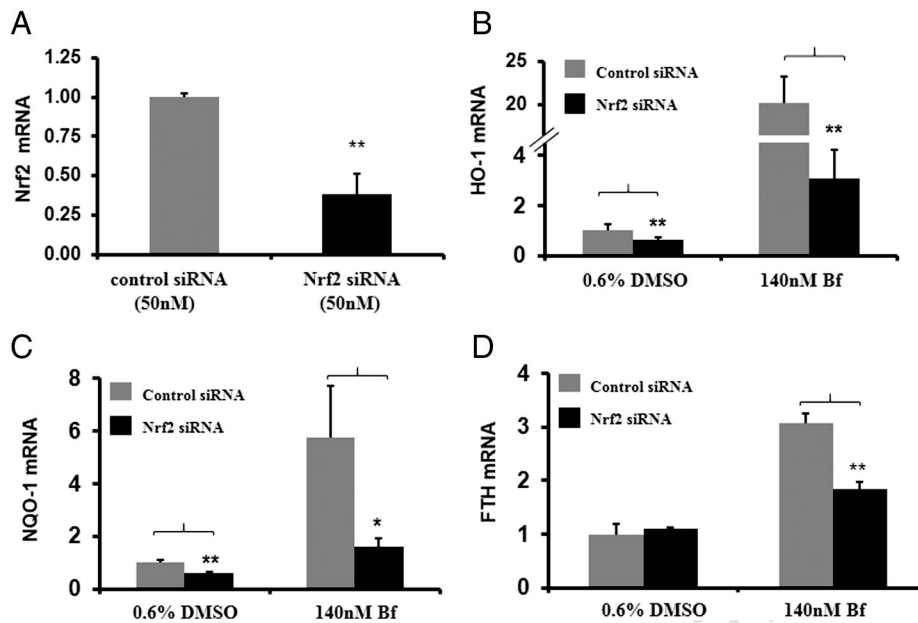 A
Nrf2 mRNA
1.25
1.00
0.75
0.50
0.25
0.00
**
control siRNA
(50nM)
Nrf2 siRNA
(50nM)
B
HO-1 mRNA
25
20
4
2
0
Control siRNA
Nrf2 siRNA
**
**
0.6% DMSO
140nM Bf
C
NQO-1 mRNA
8
6
4
2
0
Control siRNA
Nrf2 siRNA
**
*
0.6% DMSO
140nM Bf
D
FTH mRNA
4
3
2
1
0
Control siRNA
Nrf2 siRNA
**
0.6% DMSO
140nM Bf